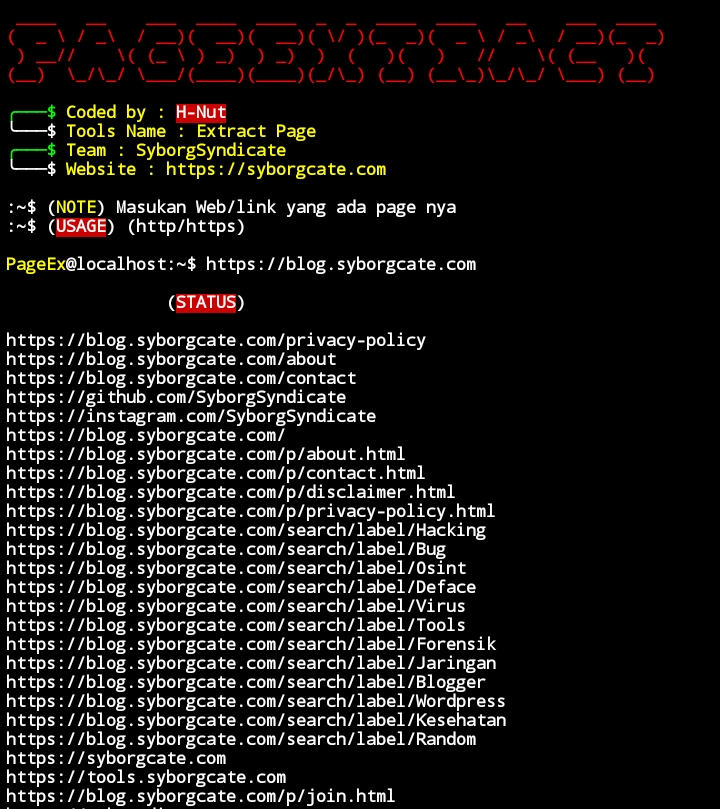 PAGEEXTRACT
$ Coded by : H-Nut
$ Tools Name : Extract Page
$ Team : SyborgSyndicate
$ Website : https://syborgcate.com
:~$ (NOTE) Masukan Web/link yang ada page nya
:~$ (USAGE) (http/https)
PageEx@localhost:~$ https://blog.syborgcate.com
(STATUS)
https://blog.syborgcate.com/privacy-policy
https://blog.syborgcate.com/about
https://blog.syborgcate.com/contact
https://github.com/SyborgSyndicate
https://instagram.com/SyborgSyndicate
https://blog.syborgcate.com/
https://blog.syborgcate.com/p/about.html
https://blog.syborgcate.com/p/contact.html
https://blog.syborgcate.com/p/disclaimer.html
https://blog.syborgcate.com/p/privacy-policy.html
https://blog.syborgcate.com/search/label/Hacking
https://blog.syborgcate.com/search/label/Bug
https://blog.syborgcate.com/search/label/Osint
https://blog.syborgcate.com/search/label/Deface
https://blog.syborgcate.com/search/label/Virus
https://blog.syborgcate.com/search/label/Tools
https://blog.syborgcate.com/search/label/Forensik
https://blog.syborgcate.com/search/label/Jaringan
https://blog.syborgcate.com/search/label/Blogger
https://blog.syborgcate.com/search/label/Wordpress
https://blog.syborgcate.com/search/label/Kesehatan
https://blog.syborgcate.com/search/label/Random
https://syborgcate.com
https://tools.syborgcate.com
https://blog.syborgcate.com/p/join.html